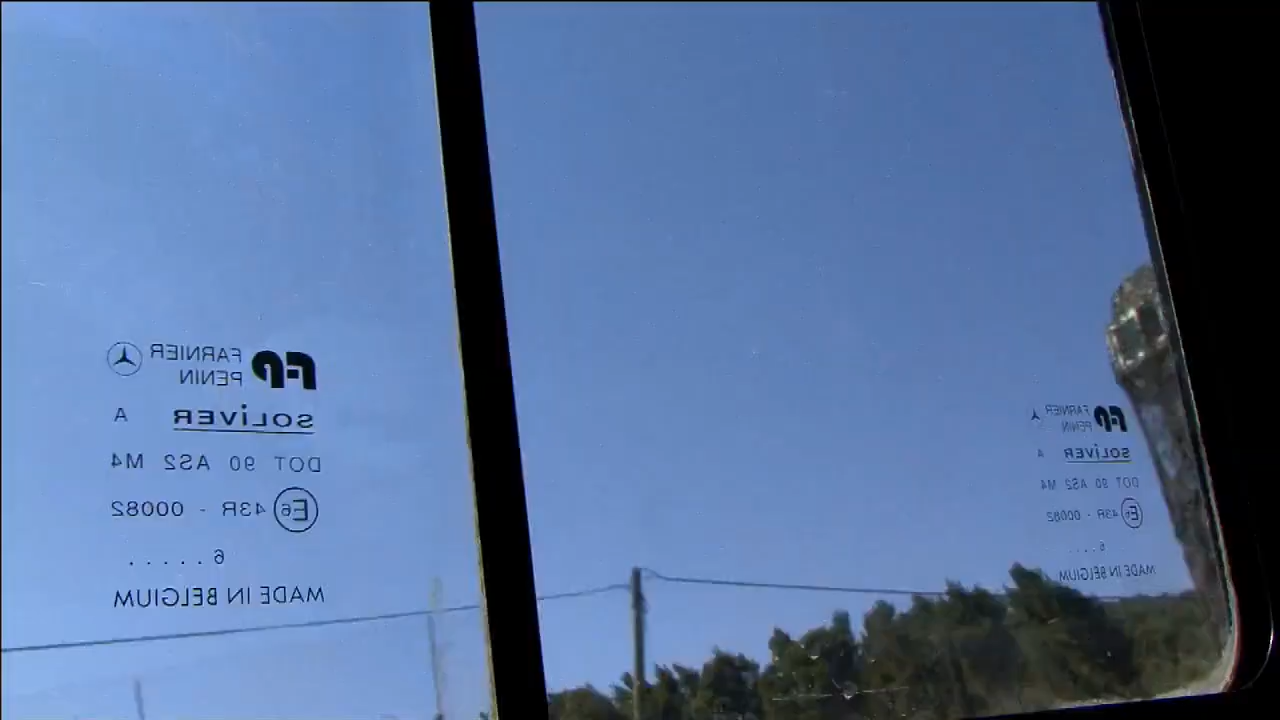 FP FARNIER
PENIN
SOLiVER A
DOT 90 AS2 M4
E6 43R - 00082
6 . . . . .
MADE IN BELGIUM
FP FARNIER
PENIN
SOLiVER A
DOT 90 AS2 M4
E6 43R - 00082
6 . . .
MADE IN BELGIUM